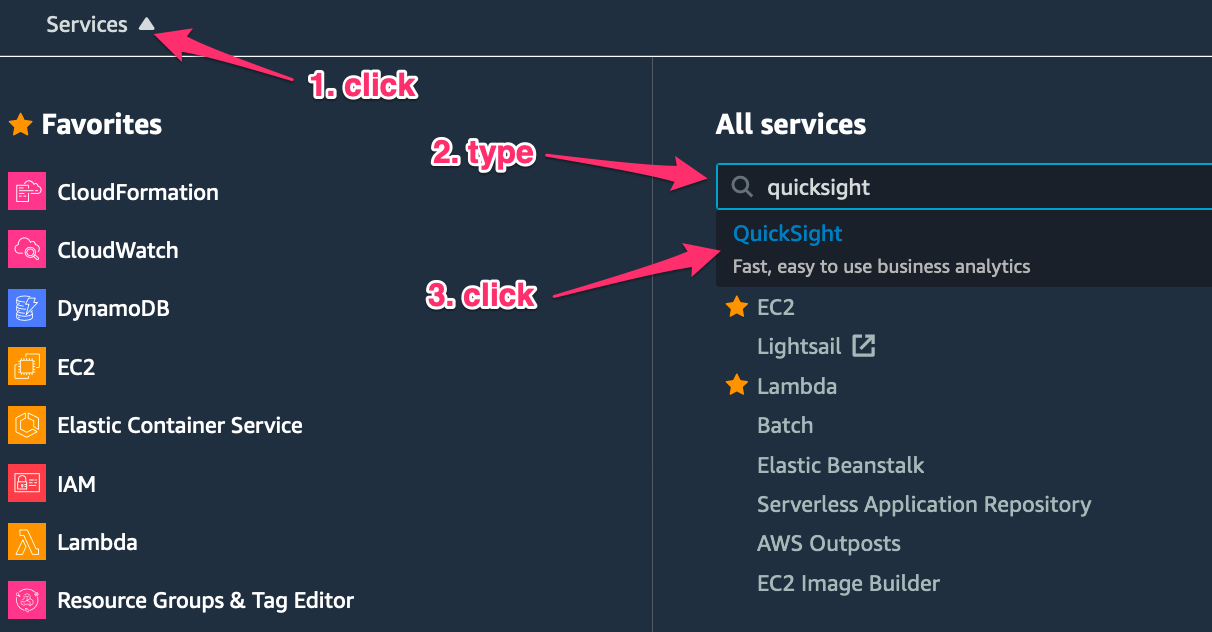 Services
1. click
Favorites
CloudFormation
CloudWatch
DynamoDB
EC2
Elastic Container Service
IAM
Lambda
Resource Groups & Tag Editor
All services
2. type
quicksight
3. click
QuickSight
Fast, easy to use business analytics
EC2
Lightsail
Lambda
Batch
Elastic Beanstalk
Serverless Application Repository
AWS Outposts
EC2 Image Builder